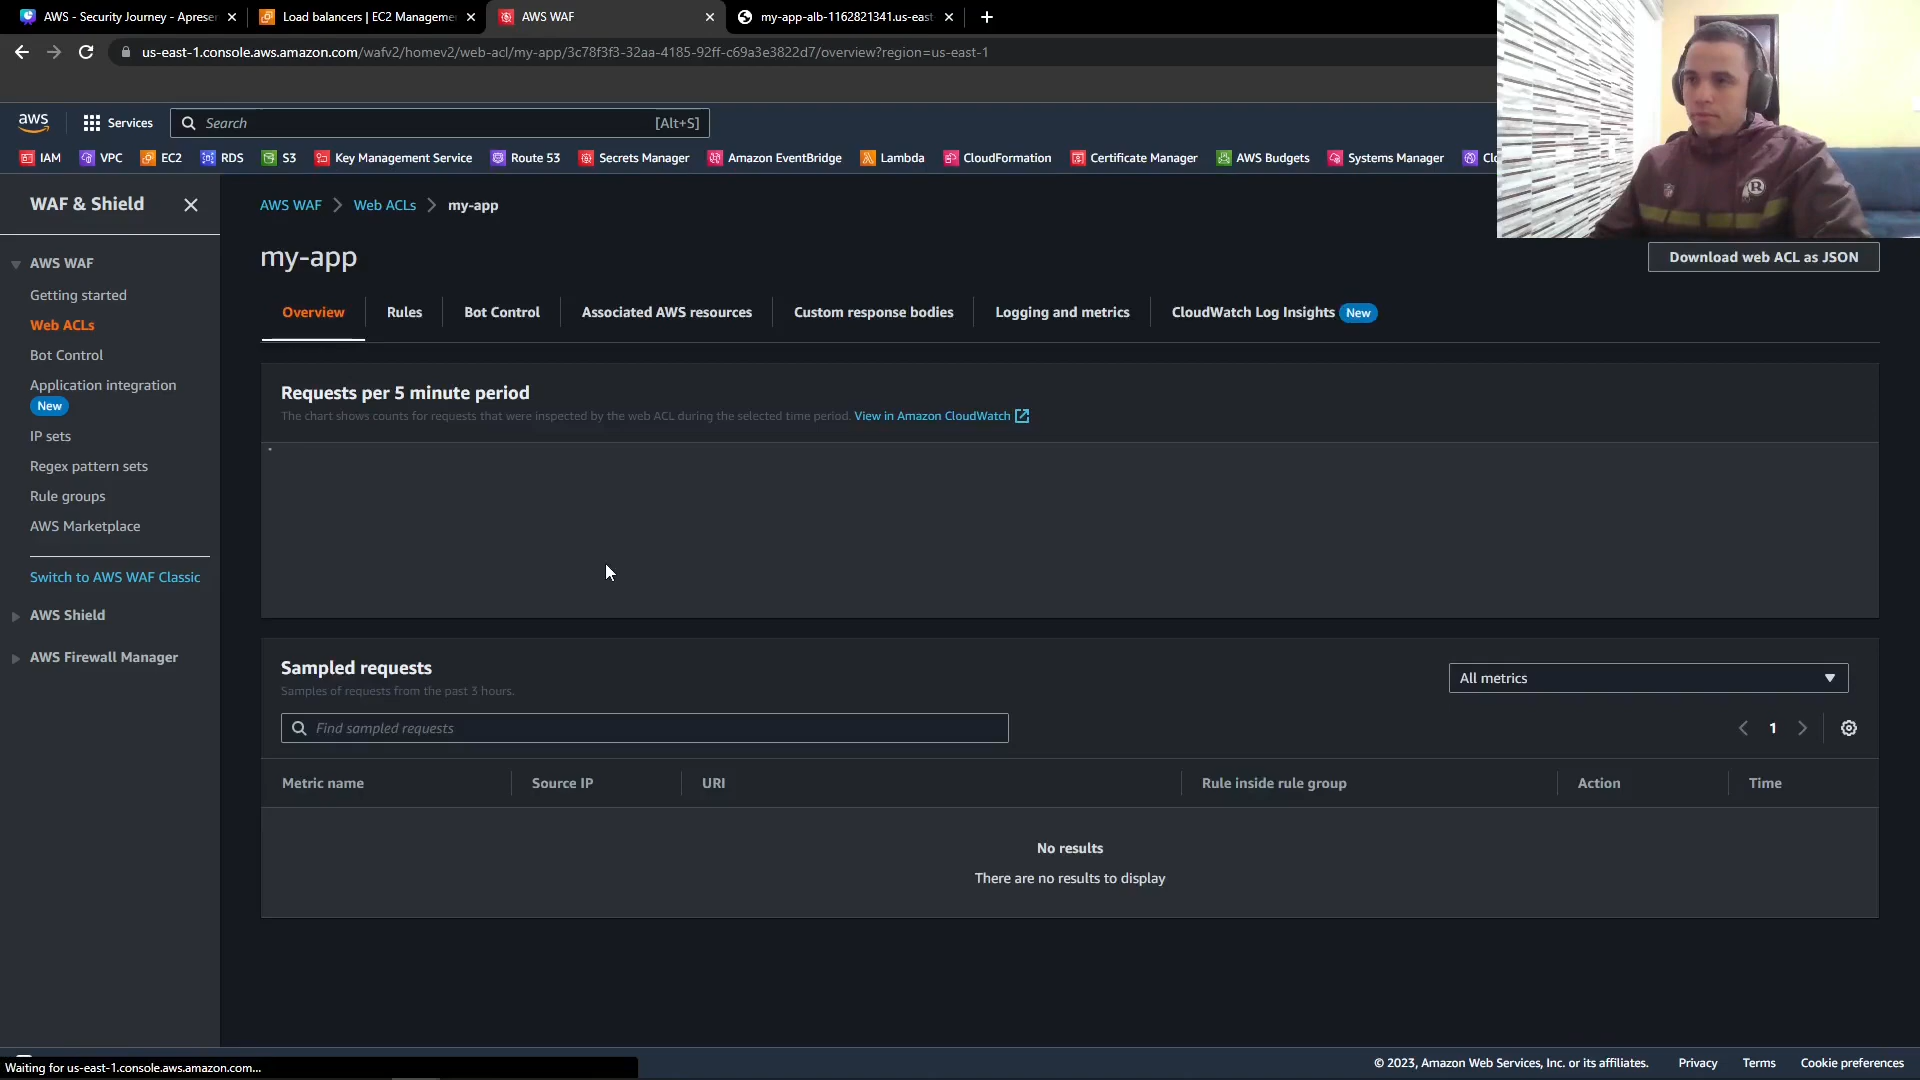 AWS - Security Journey - Aprese
Load balancers | EC2 Manageme
AWS WAF
my-app-alb-1162821341.us-east
us-east-1.console.aws.amazon.com/wafv2/homev2/web-acl/my-app/3c78f3f3-32aa-4185-92ff-c69a3e3822d7/overview?region=us-east-1
aws
Services
Search
[Alt+S]
IAM
VPC
EC2
RDS
S3
Key Management Service
Route 53
Secrets Manager
Amazon EventBridge
Lambda
CloudFormation
Certificate Manager
AWS Budgets
Systems Manager
Clo
WAF & Shield
AWS WAF
Getting started
Web ACLs
Bot Control
Application integration
New
IP sets
Regex pattern sets
Rule groups
AWS Marketplace
Switch to AWS WAF Classic
AWS Shield
AWS Firewall Manager
AWS WAF
Web ACLs
my-app
my-app
Download web ACL as JSON
Overview
Rules
Bot Control
Associated AWS resources
Custom response bodies
Logging and metrics
CloudWatch Log Insights New
Requests per 5 minute period
The chart shows counts for requests that were inspected by the web ACL during the selected time period. View in Amazon CloudWatch
Sampled requests
Samples of requests from the past 3 hours.
All metrics
Find sampled requests
1
Metric name
Source IP
URI
Rule inside rule group
Action
Time
No results
There are no results to display
Waiting for us-east-1.console.aws.amazon.com...
© 2023, Amazon Web Services, Inc. or its affiliates.
Privacy
Terms
Cookie preferences